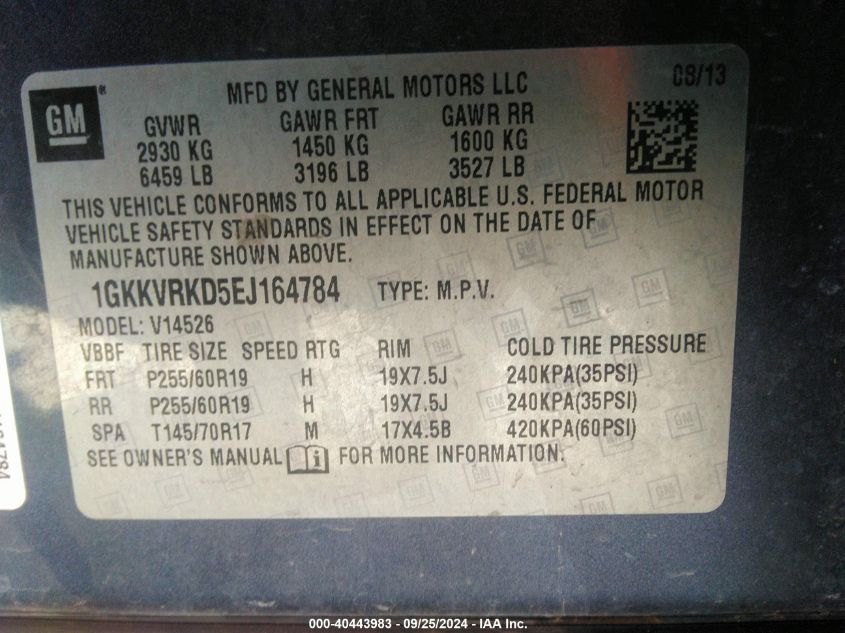 MFD BY GENERAL MOTORS LLC 08/13
GM ®
GVWR GAWR FRT GAWR RR
2930 KG 1450 KG 1600 KG
6459 LB 3196 LB 3527 LB
THIS VEHICLE CONFORMS TO ALL APPLICABLE U.S. FEDERAL MOTOR
VEHICLE SAFETY STANDARDS IN EFFECT ON THE DATE OF
MANUFACTURE SHOWN ABOVE.
1GKKVRKD5EJ164784 TYPE: M.P.V.
MODEL: V14526
VBBF TIRE SIZE SPEED RTG RIM COLD TIRE PRESSURE
FRT P255/60R19 H 19X7.5J 240KPA(35PSI)
RR P255/60R19 H 19X7.5J 240KPA(35PSI)
SPA T145/70R17 M 17X4.5B 420KPA(60PSI)
SEE OWNER'S MANUAL i FOR MORE INFORMATION.
000-40443983 - 09/25/2024 - IAA Inc.